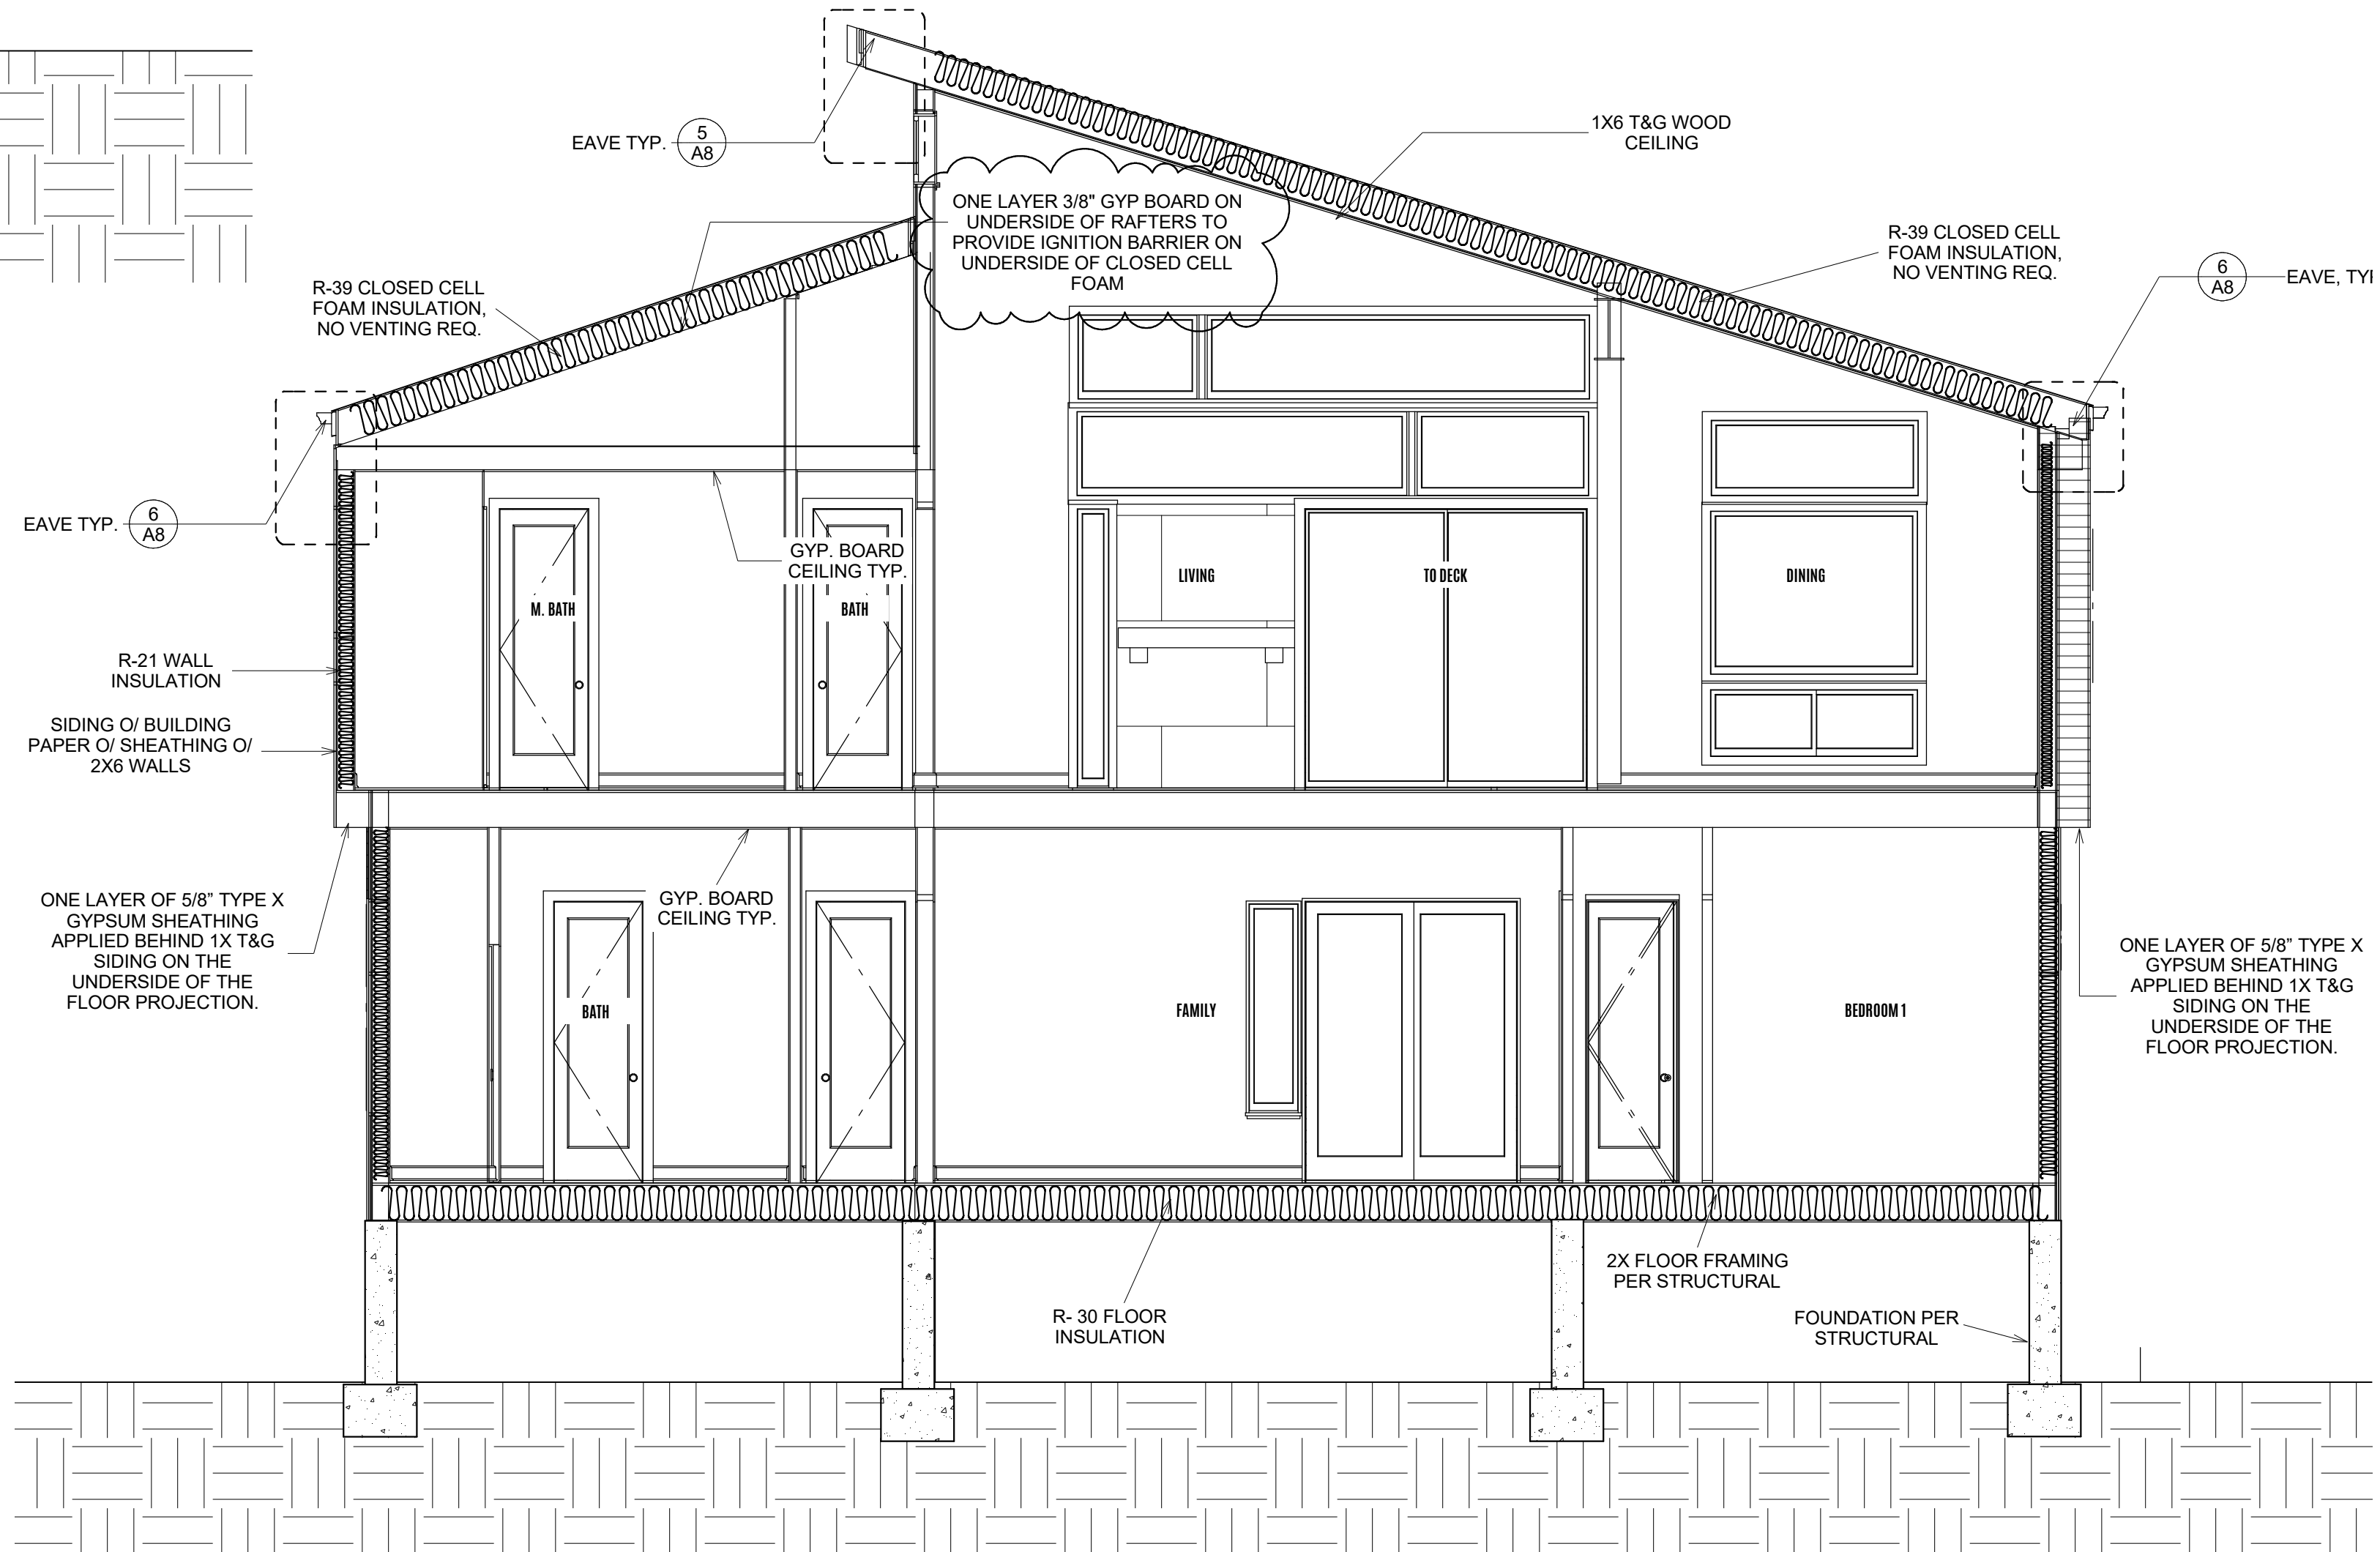 EAVE TYP.
5
A8
1X6 T&G WOOD
CEILING
ONE LAYER 3/8" GYP BOARD ON
UNDERSIDE OF RAFTERS TO
PROVIDE IGNITION BARRIER ON
UNDERSIDE OF CLOSED CELL
FOAM
R-39 CLOSED CELL
FOAM INSULATION,
NO VENTING REQ.
6
A8
EAVE, TYP
R-39 CLOSED CELL
FOAM INSULATION,
NO VENTING REQ.
EAVE TYP.
6
A8
GYP. BOARD
CEILING TYP.
M. BATH
BATH
LIVING
TO DECK
DINING
R-21 WALL
INSULATION
SIDING O/ BUILDING
PAPER O/ SHEATHING O/
2X6 WALLS
ONE LAYER OF 5/8” TYPE X
GYPSUM SHEATHING
APPLIED BEHIND 1X T&G
SIDING ON THE
UNDERSIDE OF THE
FLOOR PROJECTION.
GYP. BOARD
CEILING TYP.
BATH
FAMILY
BEDROOM 1
ONE LAYER OF 5/8” TYPE X
GYPSUM SHEATHING
APPLIED BEHIND 1X T&G
SIDING ON THE
UNDERSIDE OF THE
FLOOR PROJECTION.
R- 30 FLOOR
INSULATION
2X FLOOR FRAMING
PER STRUCTURAL
FOUNDATION PER
STRUCTURAL